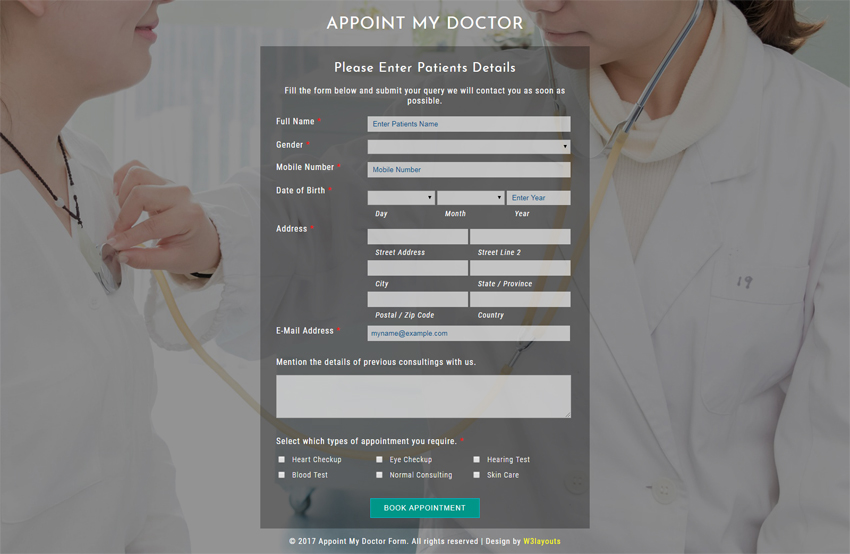 APPOINT MY DOCTOR
Please Enter Patients Details
Fill the form below and submit your query we will contact you as soon as
possible.
Full Name *
Enter Patients Name
Gender *
Mobile Number *
Mobile Number
Date of Birth *
Enter Year
Day Month Year
Address *
Street Address Street Line 2
City State / Province
Postal / Zip Code Country
E-Mail Address *
myname@example.com
Mention the details of previous consultings with us.
Select which types of appointment you require. *
Heart Checkup Eye Checkup Hearing Test
Blood Test Normal Consulting Skin Care
BOOK APPOINTMENT
© 2017 Appoint My Doctor Form. All rights reserved | Design by W3layouts